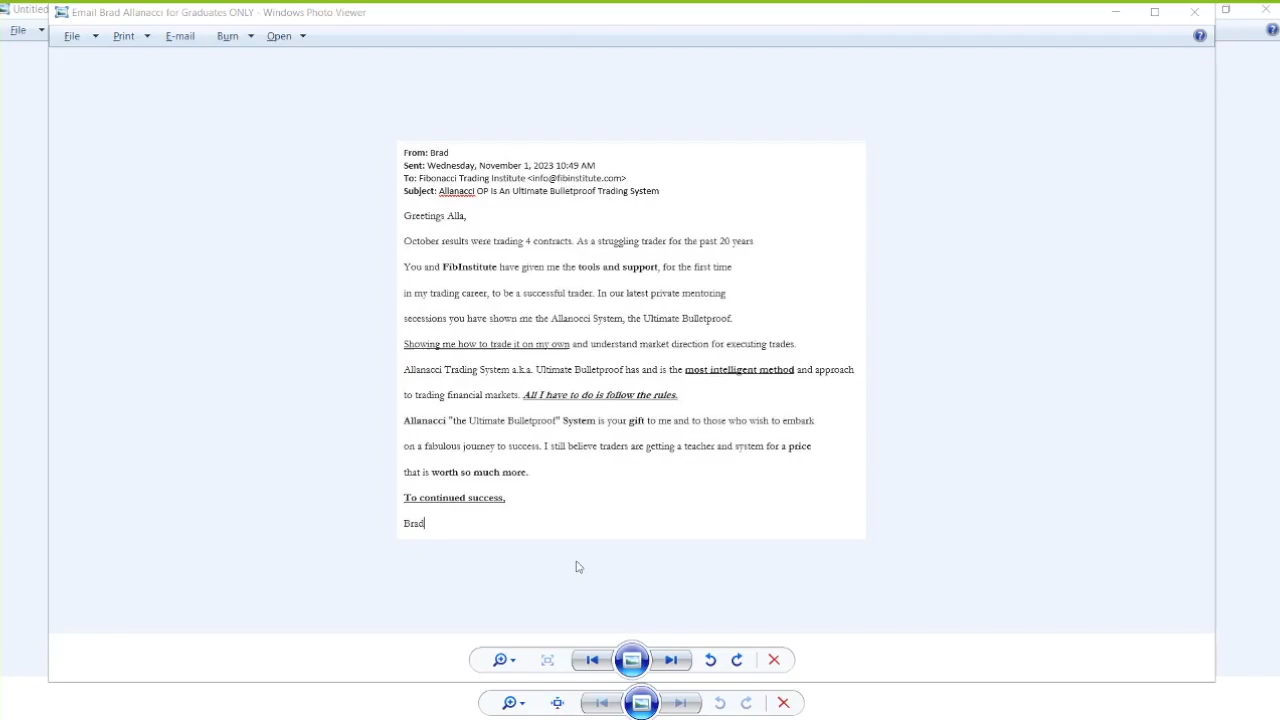 Untitled
Email Brad Allanacci for Graduates ONLY - Windows Photo Viewer
File
File Print E-mail Burn Open
From: Brad
Sent: Wednesday, November 1, 2023 10:49 AM
To: Fibonacci Trading Institute <info@fibinstitute.com>
Subject: Allanacci OP Is An Ultimate Bulletproof Trading System
Greetings Alla,
October results were trading 4 contracts. As a struggling trader for the past 20 years
You and FibInstitute have given me the tools and support, for the first time
in my trading career, to be a successful trader. In our latest private mentoring
secessions you have shown me the Allanocci System, the Ultimate Bulletproof.
Showing me how to trade it on my own and understand market direction for executing trades.
Allanacci Trading System a.k.a. Ultimate Bulletproof has and is the most intelligent method and approach
to trading financial markets. All I have to do is follow the rules.
Allanacci "the Ultimate Bulletproof" System is your gift to me and to those who wish to embark
on a fabulous journey to success. I still believe traders are getting a teacher and system for a price
that is worth so much more.
To continued success,
Brad